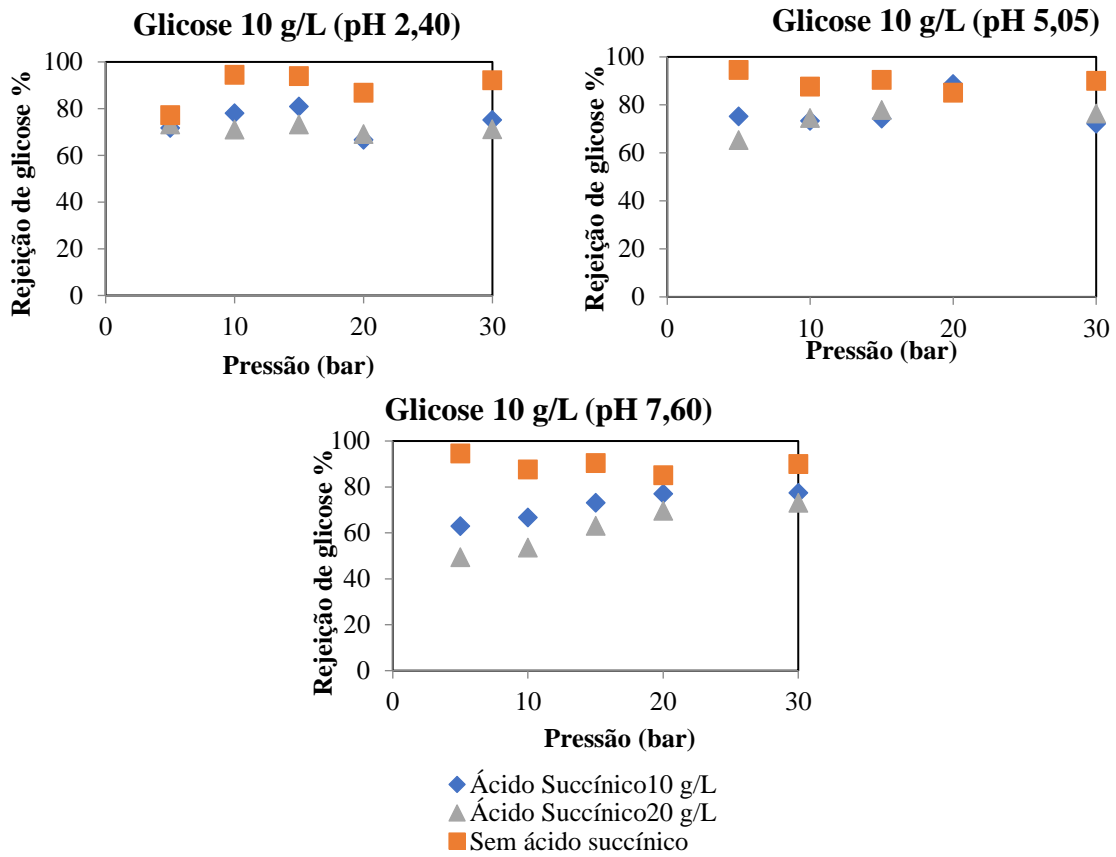 Glicose 10 g/L (pH 2,40)
Rejeição de glicose %
100
80
60
40
20
0
0
10
20
30
Pressão (bar)
Glicose 10 g/L (pH 5,05)
Rejeição de glicose %
100
80
60
40
20
0
0
10
20
30
Pressão (bar)
Glicose 10 g/L (pH 7,60)
Rejeição de glicose %
100
80
60
40
20
0
0
10
20
30
Pressão (bar)
Ácido Succínico10 g/L
Ácido Succínico20 g/L
Sem ácido succínico